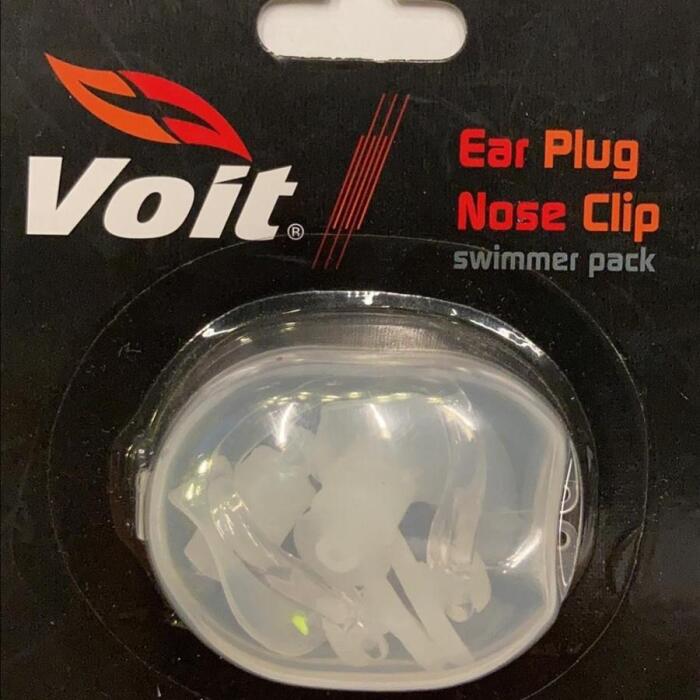 Voit®
Ear Plug
Nose Clip
swimmer pack